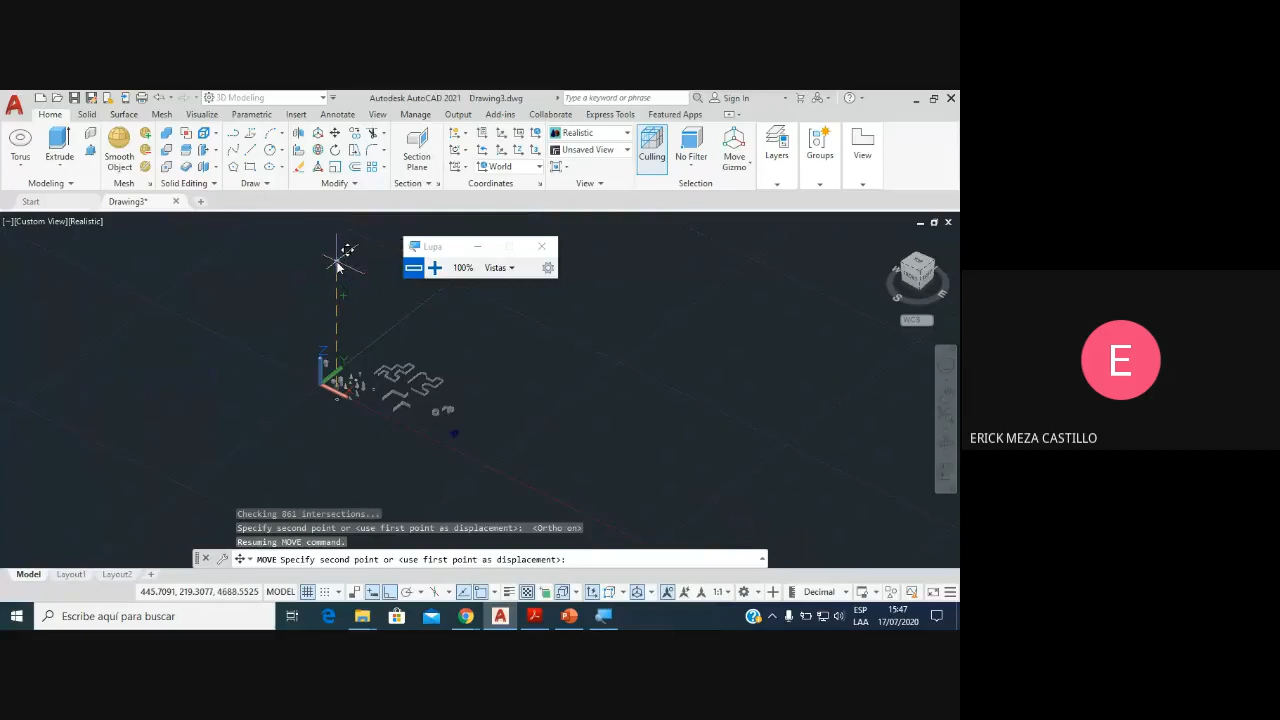 3D Modeling
Autodesk AutoCAD 2021 Drawing3.dwg
Type a keyword or phrase
Sign In
Home Solid Surface Mesh Visualize Parametric Insert Annotate View Manage Output Add-ins Collaborate Express Tools Featured Apps
Torus
Extrude
Smooth
Object
Section
Plane
Realistic
Unsaved View
World
Culling
No Filter
Move
Gizmo
Layers
Groups
View
Modeling
Mesh
Solid Editing
Draw
Modify
Section
Coordinates
View
Selection
Start
Drawing3*
[−][Custom View][Realistic]
Lupa
100%
Vistas
TOP
S
E
WCS
Z
Y
Checking 861 intersections...
Specify second point or <use first point as displacement>: <Ortho on>
Resuming MOVE command.
MOVE Specify second point or <use first point as displacement>:
Model Layout1 Layout2
445.7091, 219.3077, 4688.5523
MODEL
1:1
Decimal
Escribe aquí para buscar
ESP
LAA
15:47
17/07/2020
E
ERICK MEZA CASTILLO